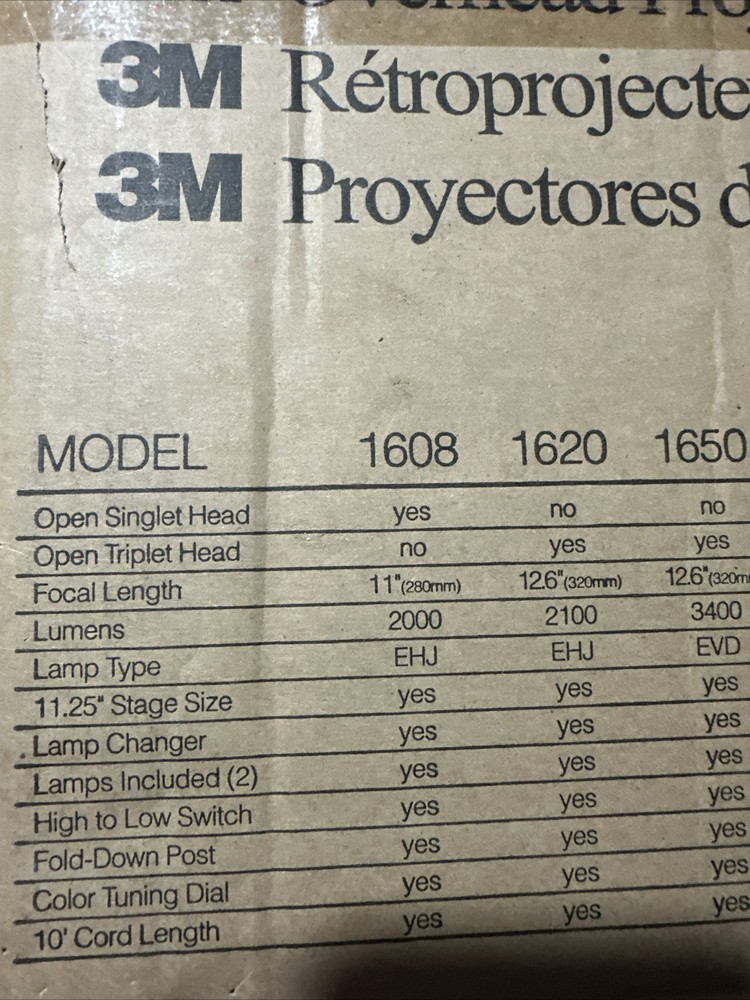 Overhead Pro
3M Rétroprojecte
3M Proyectores d
MODEL 1608 1620 1650
Open Singlet Head yes no no
Open Triplet Head no yes yes
Focal Length 11"(280mm) 12.6"(320mm) 12.6"(320m
Lumens 2000 2100 3400
Lamp Type EHJ EHJ EVD
11.25" Stage Size yes yes yes
Lamp Changer yes yes yes
Lamps Included (2) yes yes yes
High to Low Switch yes yes yes
Fold-Down Post yes yes yes
Color Tuning Dial yes yes yes
10' Cord Length yes yes yes